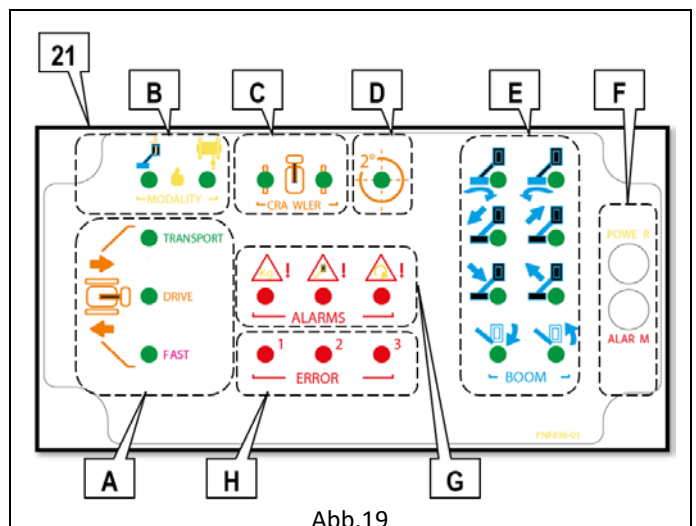 21
B
C
D
E
F
2°
MODALITY
CRA WLER
TRANSPORT
DRIVE
FAST
Kg ! ! !
ALARMS
1 2 3
ERROR
BOOM
POWE R
ALAR M
PNF836-01
A
H
G
Abb.19